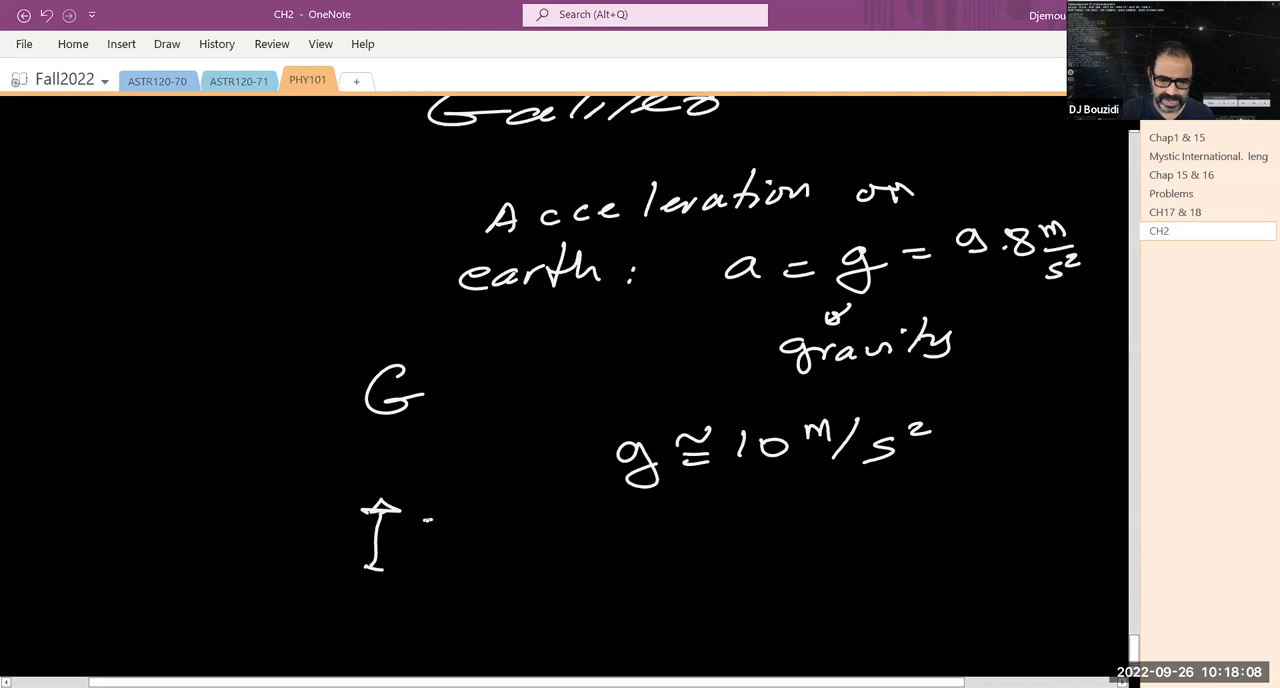 CH2 - OneNote
Search (Alt+Q)
Djemou
File Home Insert Draw History Review View Help
DJ Bouzidi
Fall2022
ASTR120-70
ASTR120-71
PHY101
+
Chap1 & 15
Mystic International. leng
Chap 15 & 16
Problems
CH17 & 18
CH2
Galileo
Acceleration on
earth: a = g = 9.8 m/s²
gravity
G
g ≅ 10 m/s²
2022-09-26 10:18:08